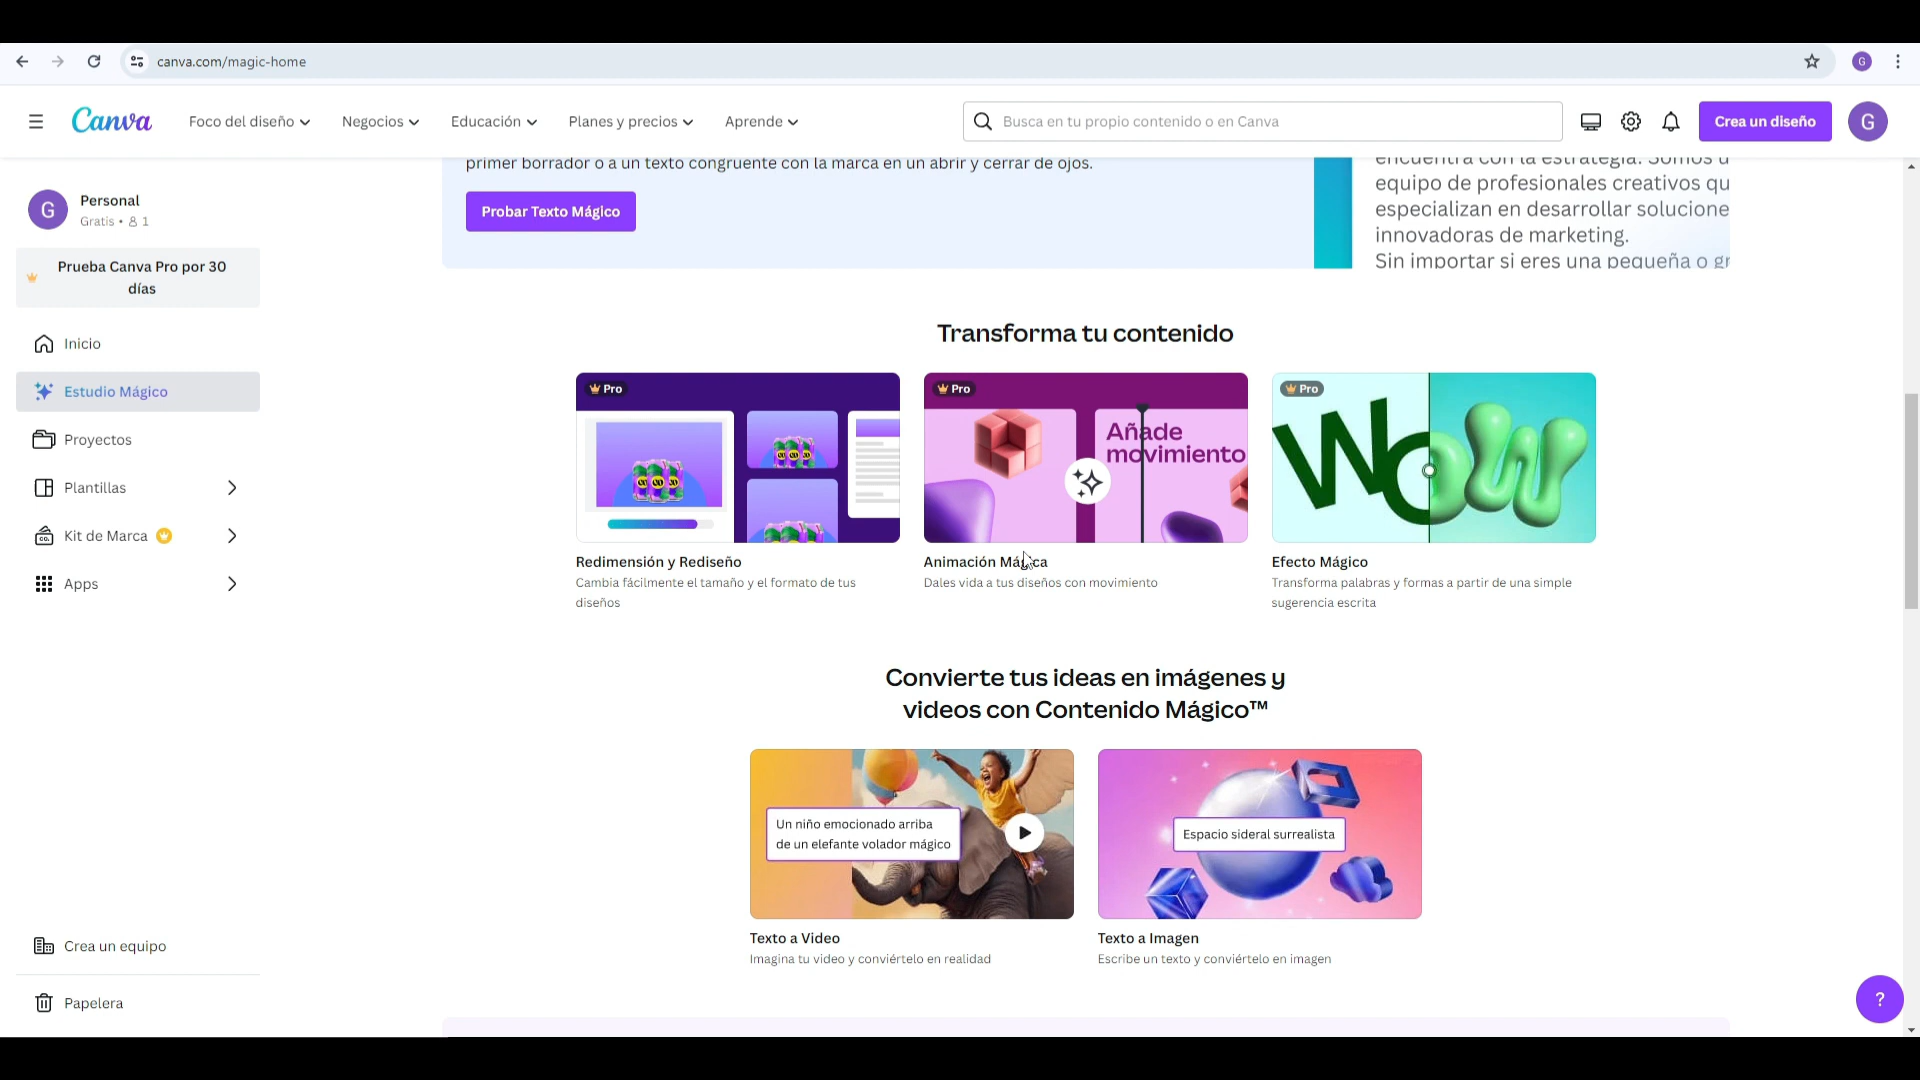 canva.com/magic-home
G
Canva
Foco del diseño
Negocios
Educación
Planes y precios
Aprende
Busca en tu propio contenido o en Canva
Crea un diseño
G
G
Personal
Gratis • 1
Prueba Canva Pro por 30
días
Inicio
Estudio Mágico
Proyectos
Plantillas
Kit de Marca
Apps
Crea un equipo
Papelera
primer borrador o a un texto congruente con la marca en un abrir y cerrar de ojos.
Probar Texto Mágico
encuentra con la estrategia. Somos u
equipo de profesionales creativos qu
especializan en desarrollar solucione
innovadoras de marketing.
Sin importar si eres una pequeña o gr
Transforma tu contenido
Pro
Redimensión y Rediseño
Cambia fácilmente el tamaño y el formato de tus
diseños
Pro
Añade
movimiento
Animación Mágica
Dales vida a tus diseños con movimiento
Pro
WOW
Efecto Mágico
Transforma palabras y formas a partir de una simple
sugerencia escrita
Convierte tus ideas en imágenes y
videos con Contenido Mágico™
Un niño emocionado arriba
de un elefante volador mágico
Texto a Video
Imagina tu video y conviértelo en realidad
Espacio sideral surrealista
Texto a Imagen
Escribe un texto y conviértelo en imagen
?